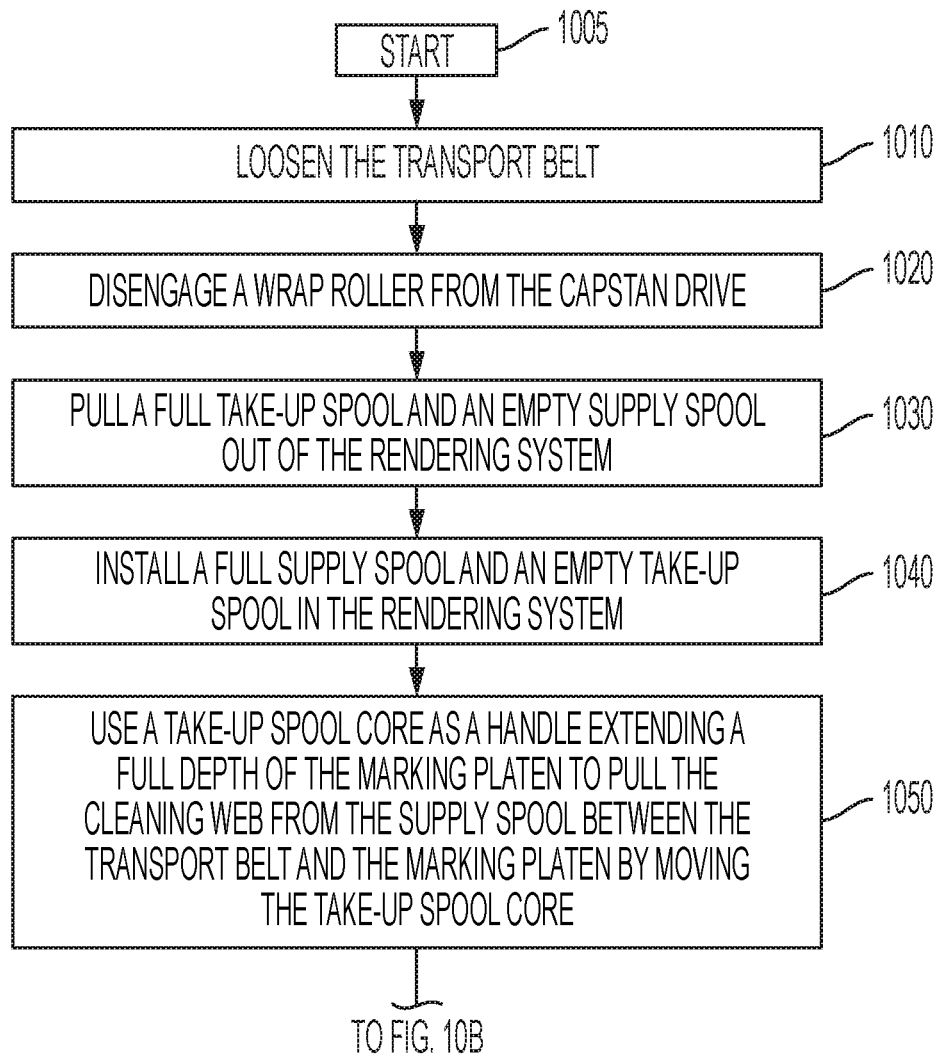 START
1005
LOOSEN THE TRANSPORT BELT
1010
DISENGAGE A WRAP ROLLER FROM THE CAPSTAN DRIVE
1020
PULL A FULL TAKE-UP SPOOL AND AN EMPTY SUPPLY SPOOL
OUT OF THE RENDERING SYSTEM
1030
INSTALL A FULL SUPPLY SPOOL AND AN EMPTY TAKE-UP
SPOOL IN THE RENDERING SYSTEM
1040
USE A TAKE-UP SPOOL CORE AS A HANDLE EXTENDING A
FULL DEPTH OF THE MARKING PLATEN TO PULL THE
CLEANING WEB FROM THE SUPPLY SPOOL BETWEEN THE
TRANSPORT BELT AND THE MARKING PLATEN BY MOVING
THE TAKE-UP SPOOL CORE
1050
TO FIG. 10B